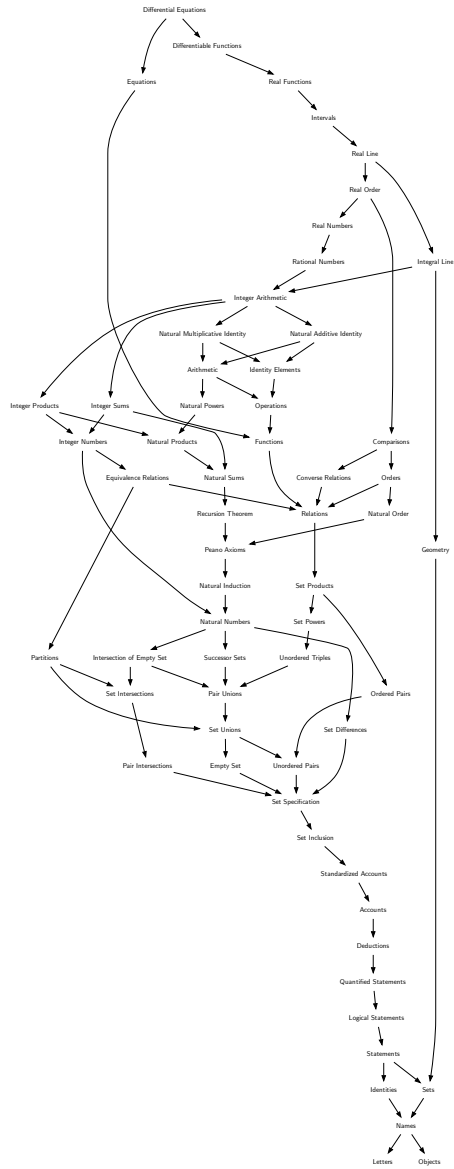 Differential Equations
Differentiable Functions
Equations
Real Functions
Intervals
Real Line
Real Order
Real Numbers
Rational Numbers
Integral Line
Integer Arithmetic
Natural Multiplicative Identity
Natural Additive Identity
Arithmetic
Identity Elements
Integer Products
Integer Sums
Natural Powers
Operations
Integer Numbers
Natural Products
Functions
Comparisons
Equivalence Relations
Natural Sums
Converse Relations
Orders
Recursion Theorem
Relations
Natural Order
Peano Axioms
Geometry
Natural Induction
Set Products
Natural Numbers
Set Powers
Partitions
Intersection of Empty Set
Successor Sets
Unordered Triples
Set Intersections
Pair Unions
Ordered Pairs
Set Unions
Set Differences
Pair Intersections
Empty Set
Unordered Pairs
Set Specification
Set Inclusion
Standardized Accounts
Accounts
Deductions
Quantified Statements
Logical Statements
Statements
Identities
Sets
Names
Letters
Objects